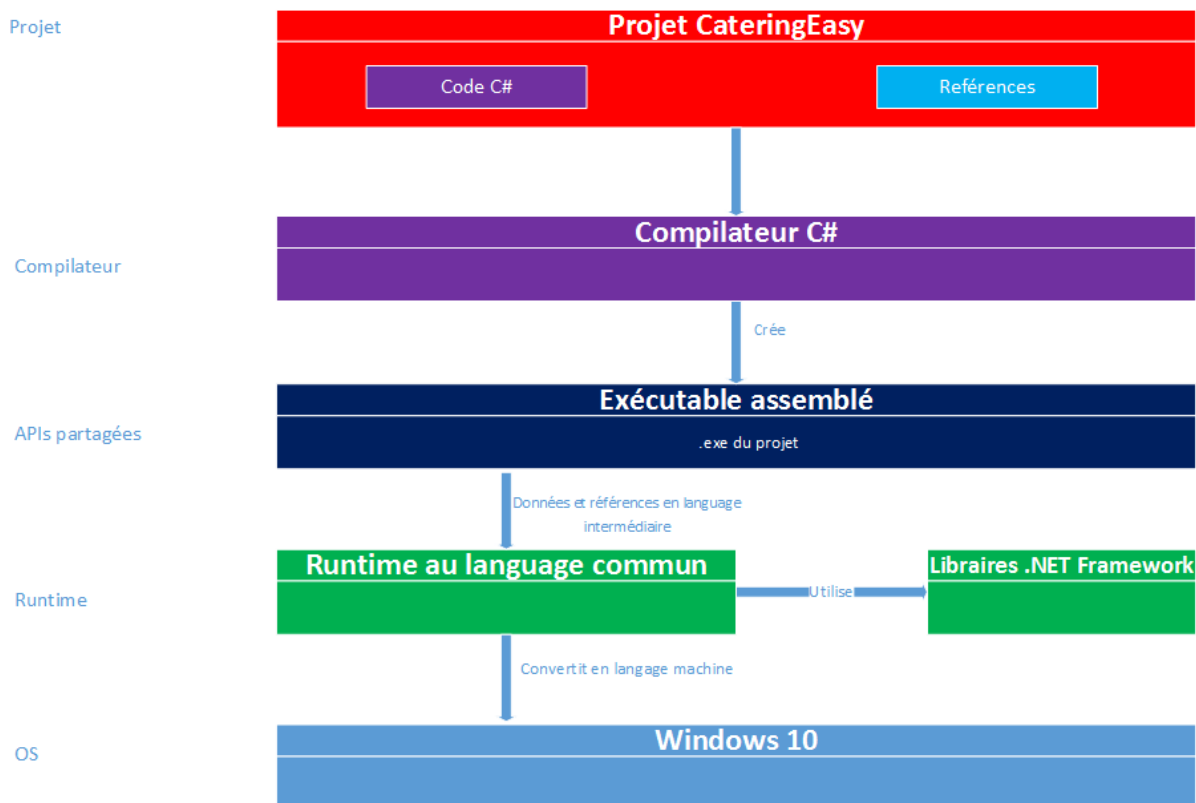 Projet
Projet CateringEasy
Code C#
Reférences
Compilateur C#
Compilateur
Crée
Exécutable assemblé
APIs partagées
.exe du projet
Données et référénces en language
intermédiaire
Runtime au language commun
Libraires .NET Framework
Utilise
Runtime
Convertit en langage machine
Windows 10
OS